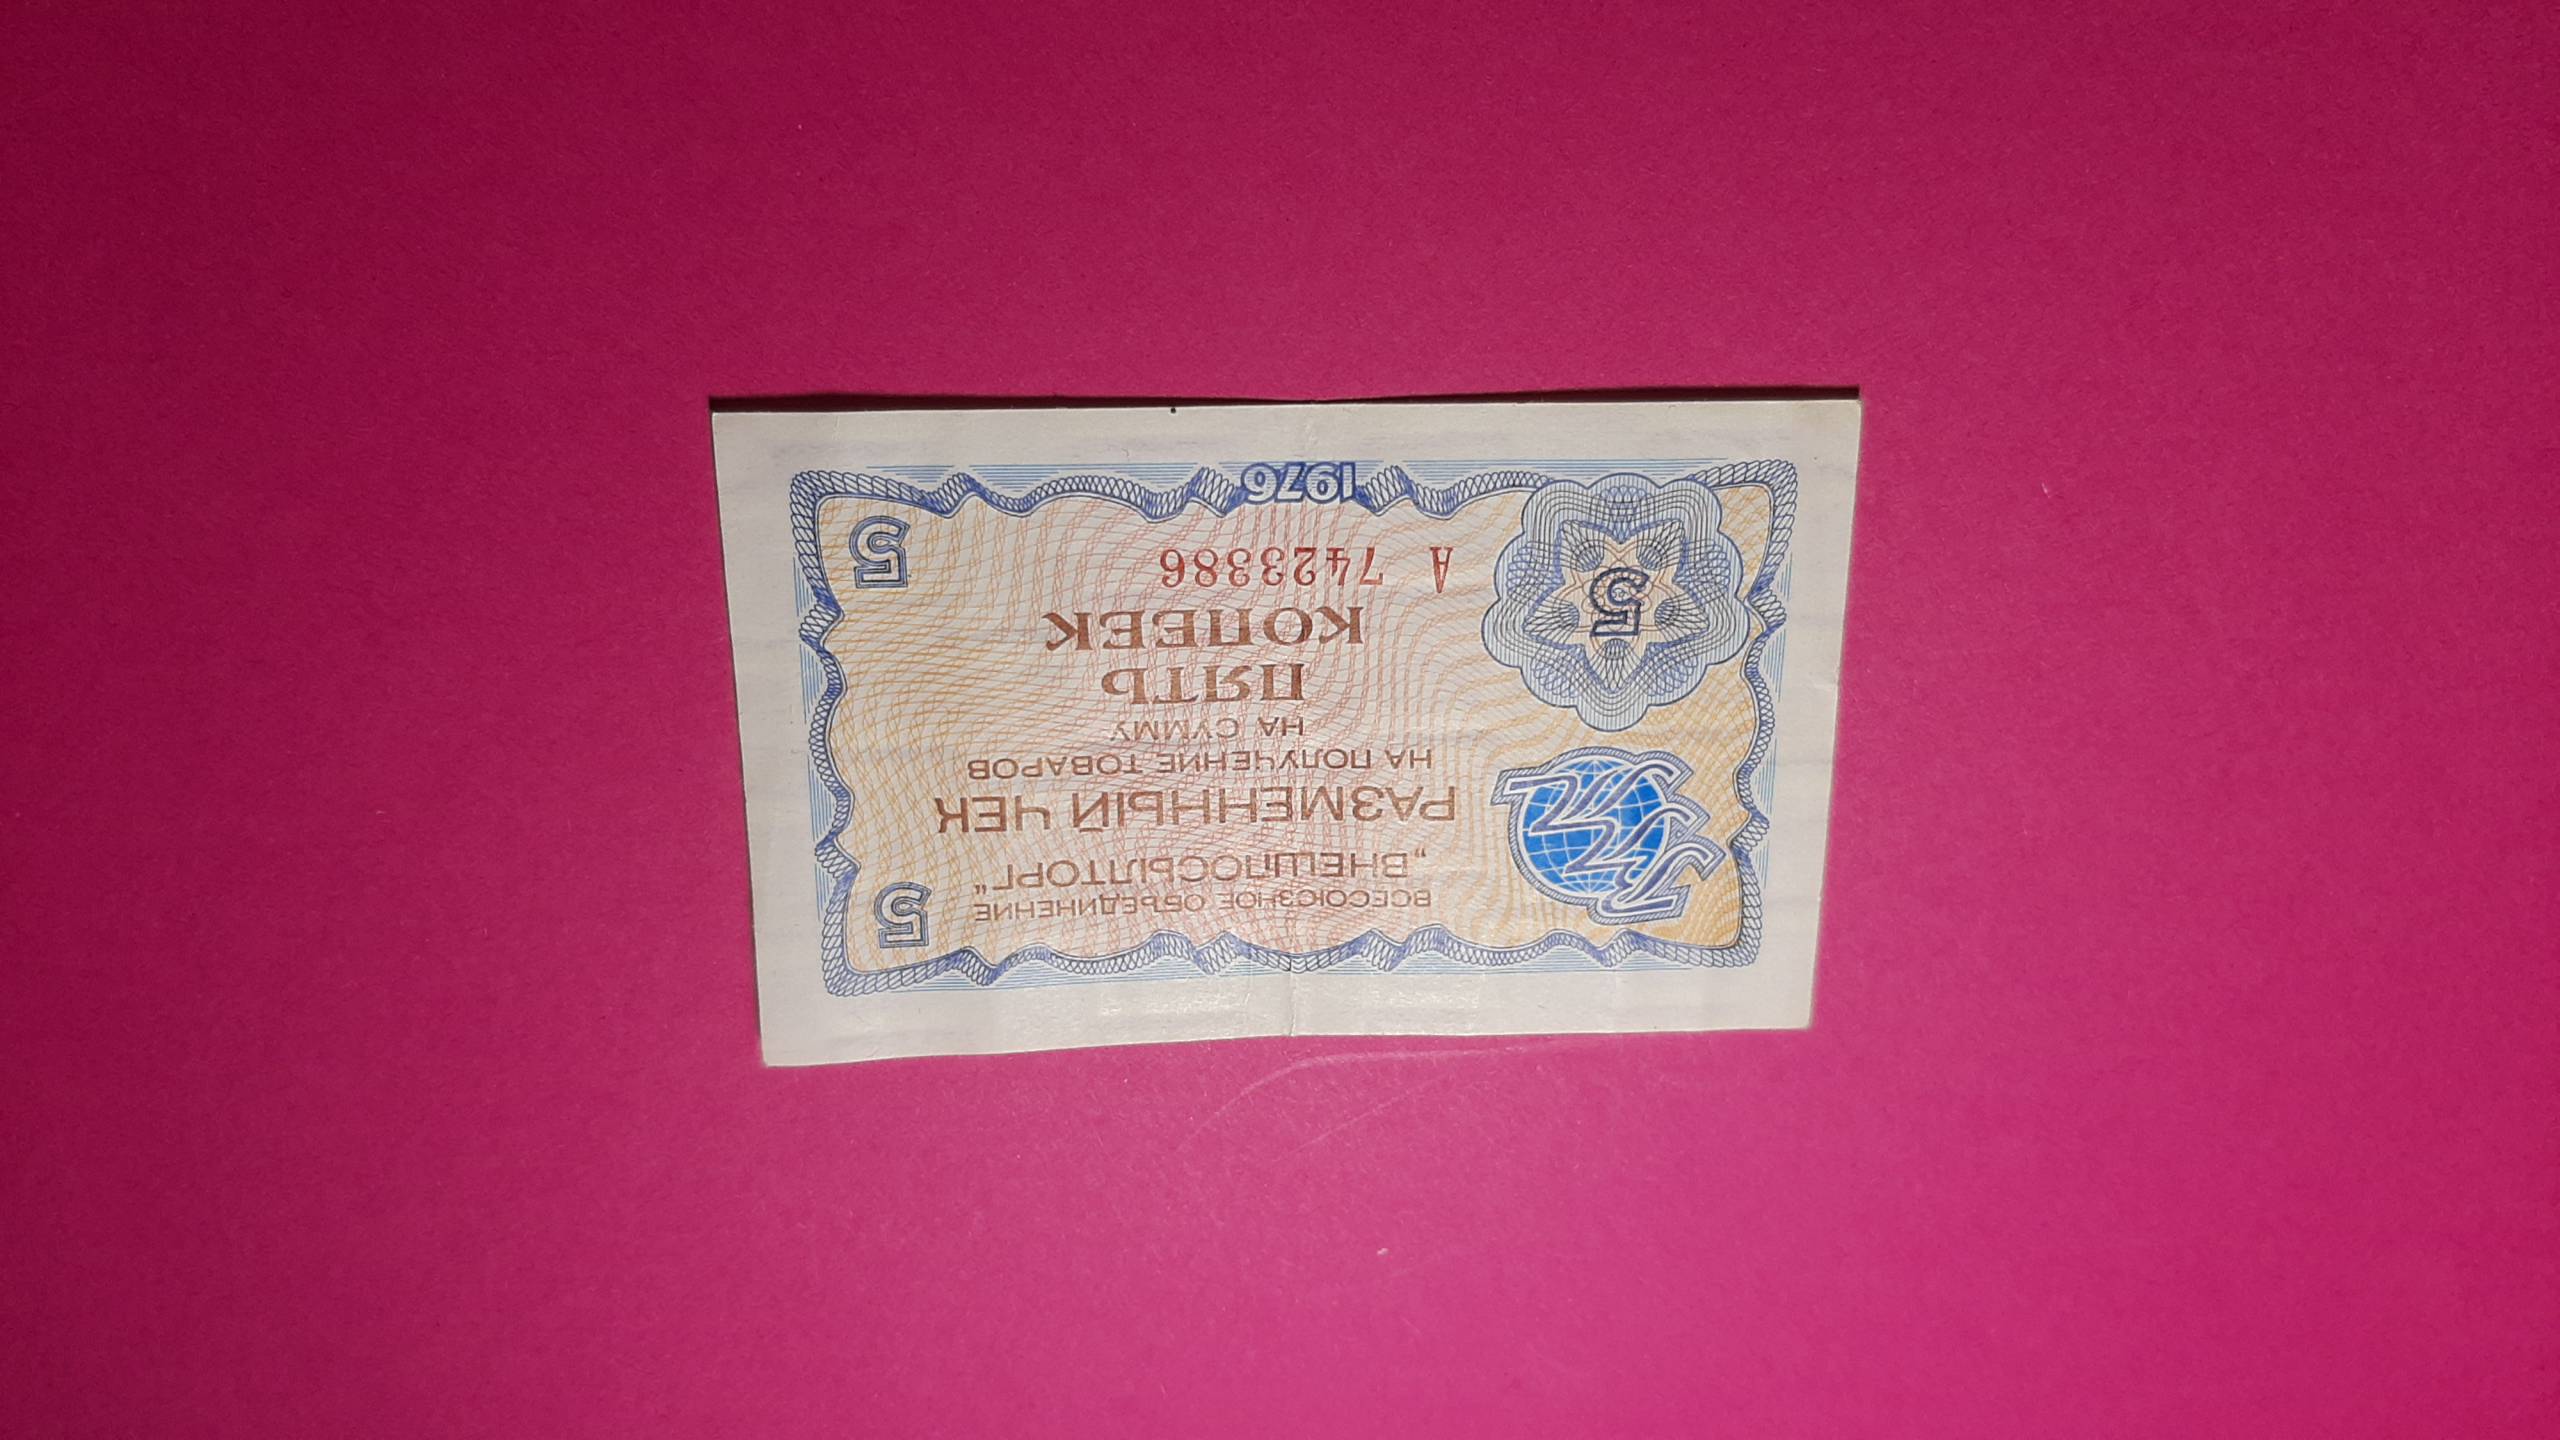 ВСЕСОЮЗНОЕ ОБЪЕДИНЕНИЕ
„ВНЕШПОСЫЛТОРГ"
РАЗМЕННЫЙ ЧЕК
НА ПОЛУЧЕНИЕ ТОВАРОВ
НА СУММУ
ПЯТЬ
КОПЕЕК
А 7423386
1976
5
5
5